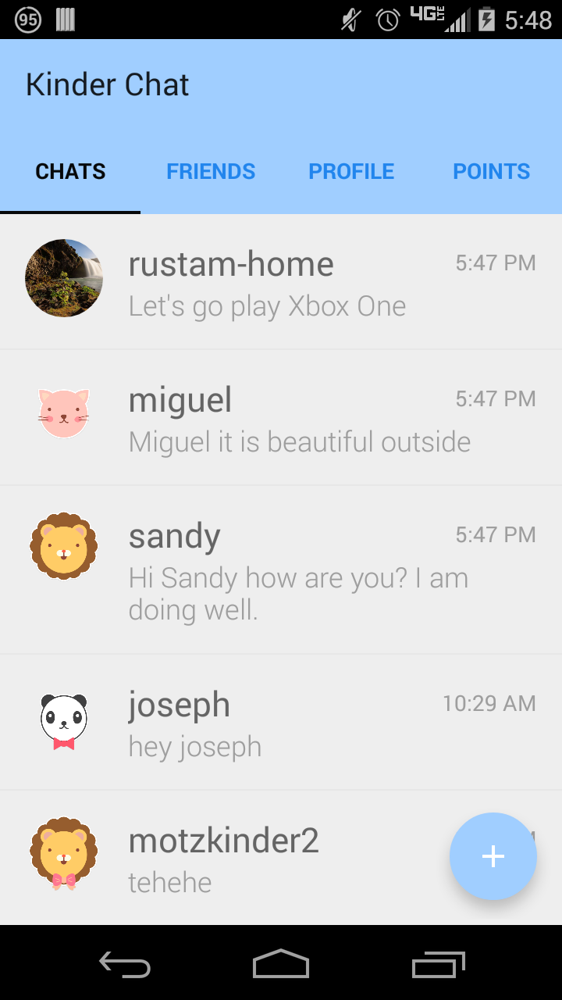 95 4G LTE 5:48
Kinder Chat
CHATS FRIENDS PROFILE POINTS
rustam-home 5:47 PM
Let's go play Xbox One
miguel 5:47 PM
Miguel it is beautiful outside
sandy 5:47 PM
Hi Sandy how are you? I am
doing well.
joseph 10:29 AM
hey joseph
motzkinder2
tehehe
+